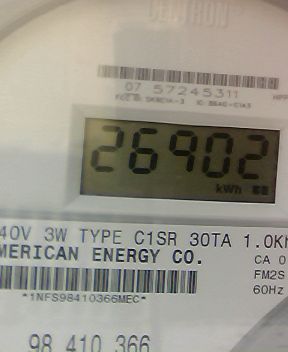 CELLTRON
07 57245311
26902
kWh
40V 3W TYPE C1SR 30TA 1.0K
MERICAN ENERGY CO.
CA 0
FM2S
*1NFS98410366MEC*
60Hz
98 410 366